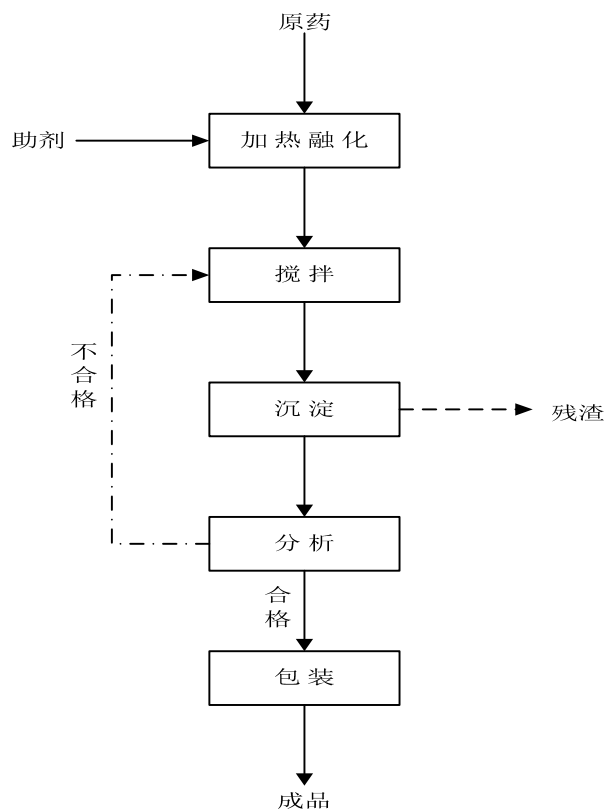 原药
助剂
加热融化
搅拌
不合格
沉淀
残渣
分析
合格
包装
成品